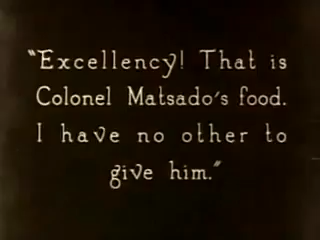 "Excellency! That is
Colonel Matsado's food.
I have no other to
give him."